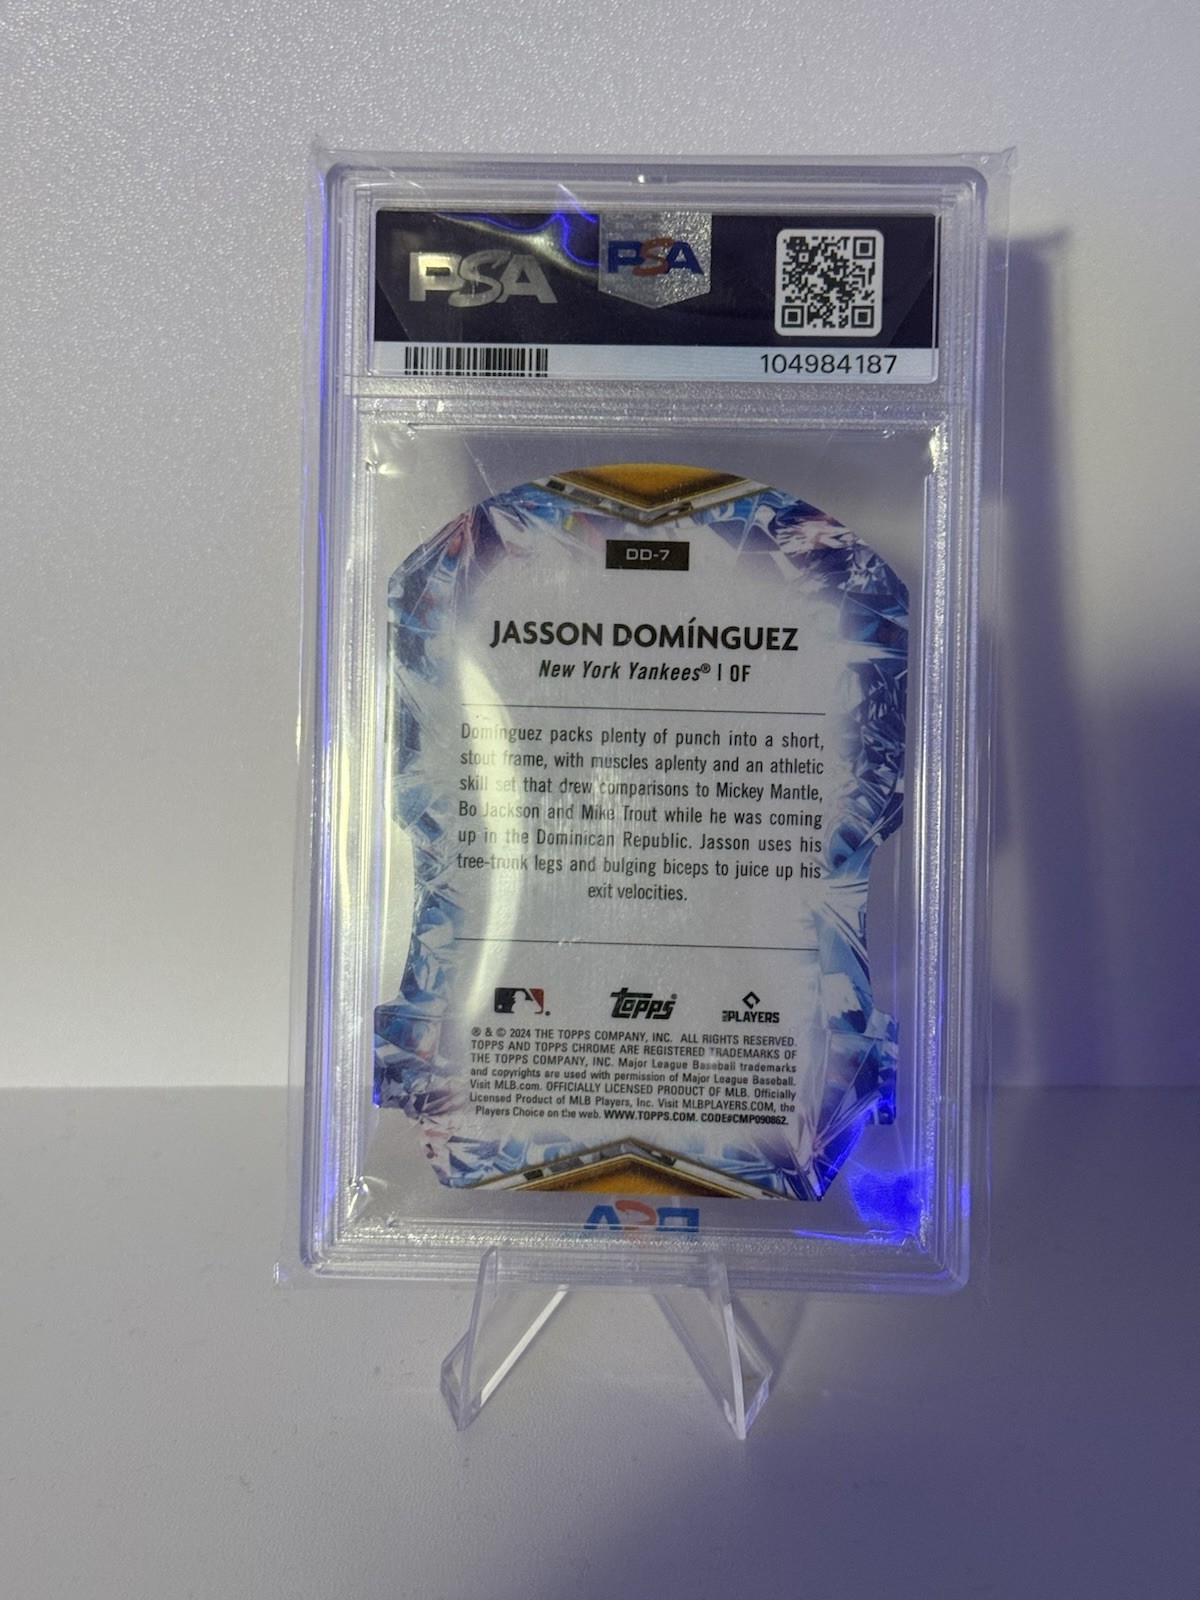 PSA
PSA
104984187
DD-7
JASSON DOMÍNGUEZ
New York Yankees® | OF
Domínguez packs plenty of punch into a short,
stout frame, with muscles aplenty and an athletic
skill set that drew comparisons to Mickey Mantle,
Bo Jackson and Mike Trout while he was coming
up in the Dominican Republic. Jasson uses his
tree-trunk legs and bulging biceps to juice up his
exit velocities.
topps® MLB PLAYERS
® & © 2024 THE TOPPS COMPANY, INC. ALL RIGHTS RESERVED.
TOPPS AND TOPPS CHROME ARE REGISTERED TRADEMARKS OF
THE TOPPS COMPANY, INC. Major League Baseball trademarks
and copyrights are used with permission of Major League Baseball.
Visit MLB.com. OFFICIALLY LICENSED PRODUCT OF MLB. Officially
Licensed Product of MLB Players, Inc. Visit MLBPLAYERS.COM, the
Players Choice on the web. WWW.TOPPS.COM. CODE#CMP090862.
PSA